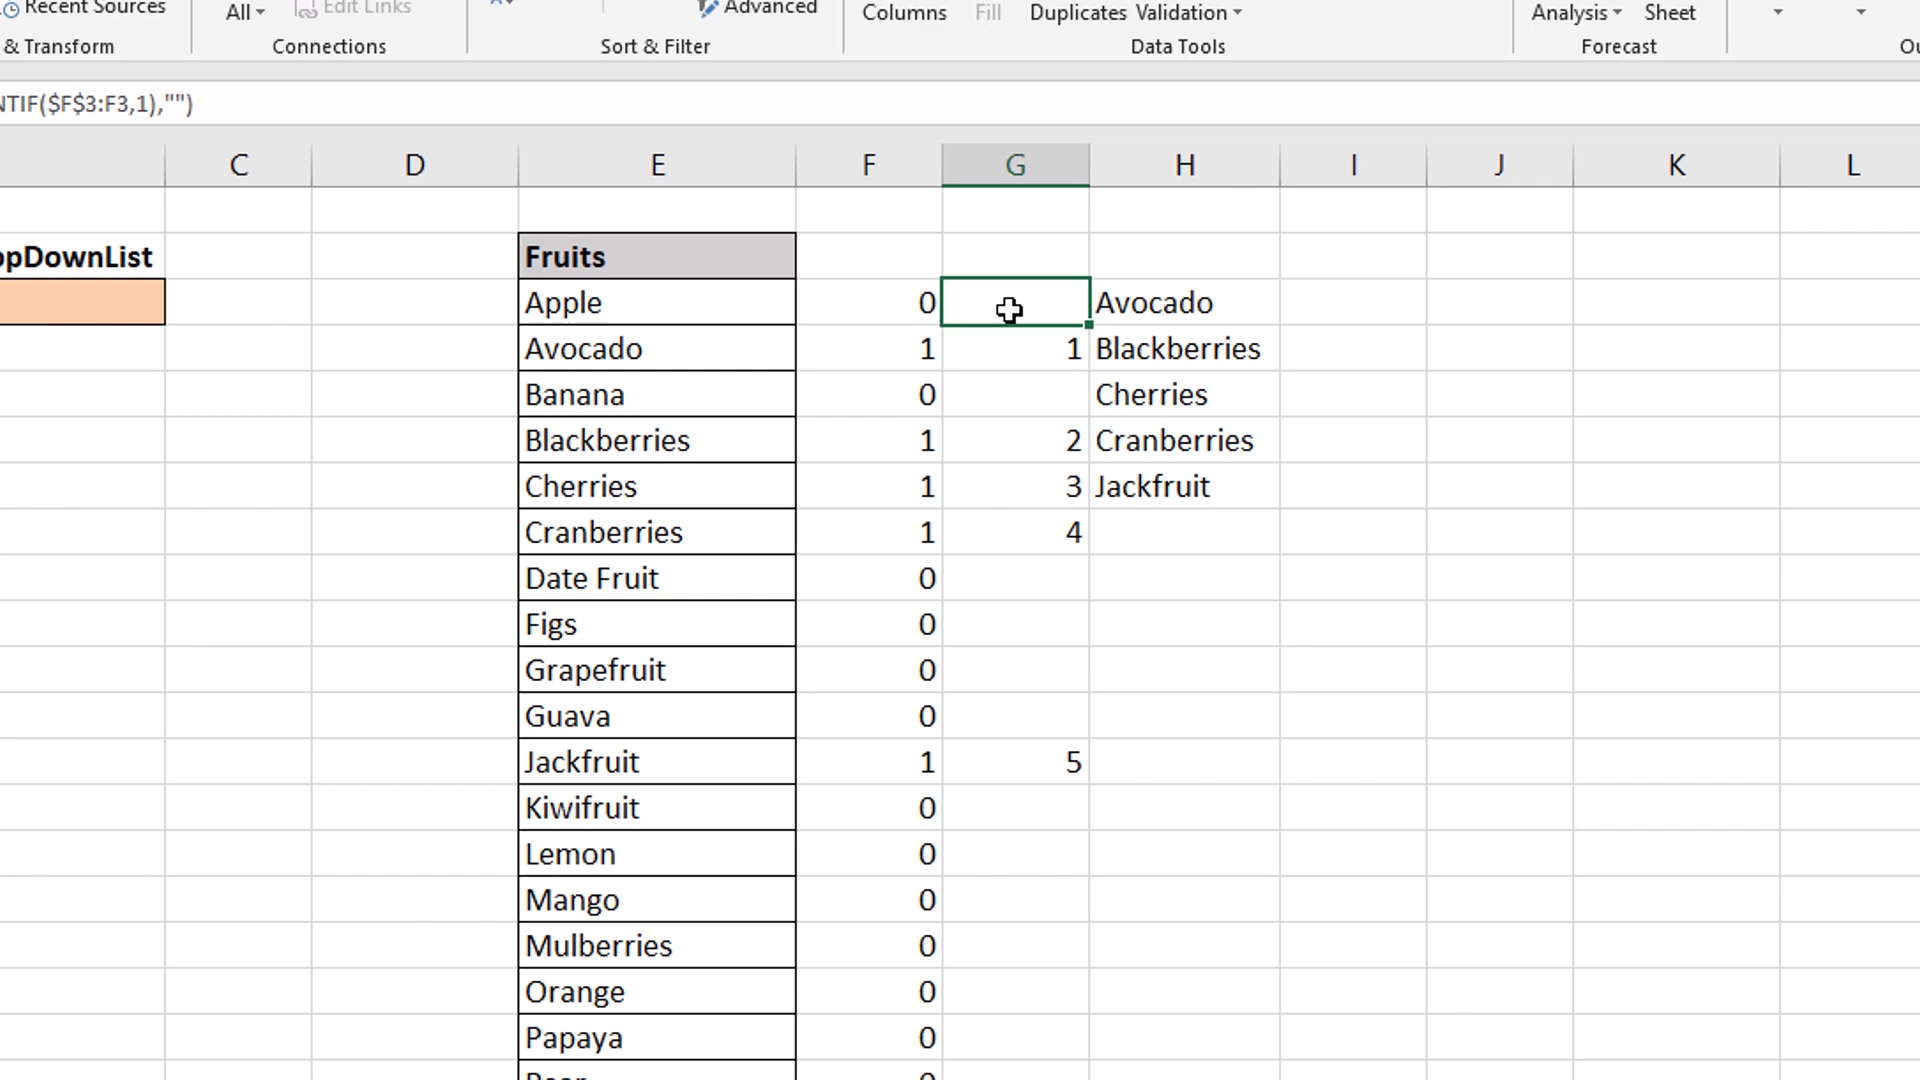 Recent Sources All Edit Links Advanced Columns Fill Duplicates Validation Analysis Sheet
& Transform Connections Sort & Filter Data Tools Forecast
NTIF($F$3:F3,1),"")
C D E F G H I J K L
opDownList Fruits
Apple 0 Avocado
Avocado 1 1 Blackberries
Banana 0 Cherries
Blackberries 1 2 Cranberries
Cherries 1 3 Jackfruit
Cranberries 1 4
Date Fruit 0
Figs 0
Grapefruit 0
Guava 0
Jackfruit 1 5
Kiwifruit 0
Lemon 0
Mango 0
Mulberries 0
Orange 0
Papaya 0